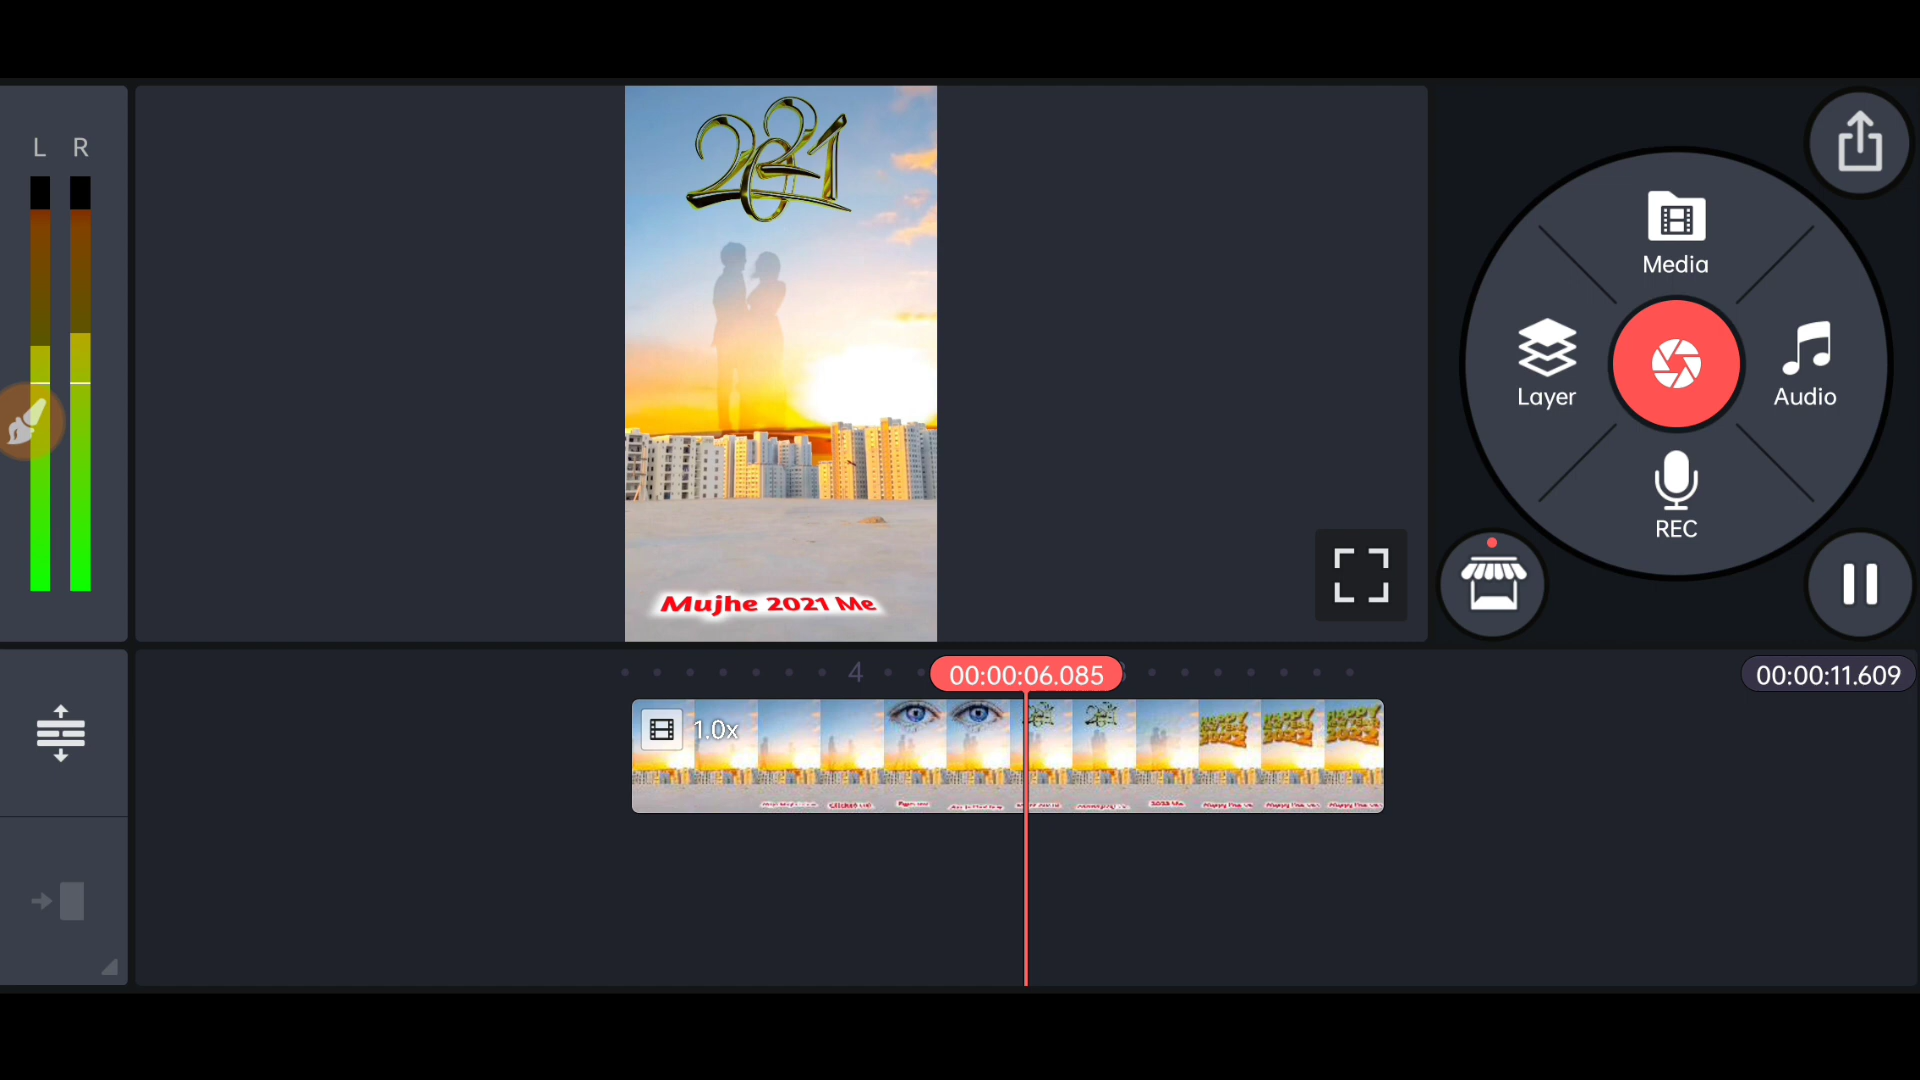 L R
2021
Media
Layer
Audio
REC
Mujhe 2021 Me
4
00:00:06.085
00:00:11.609
1.0x